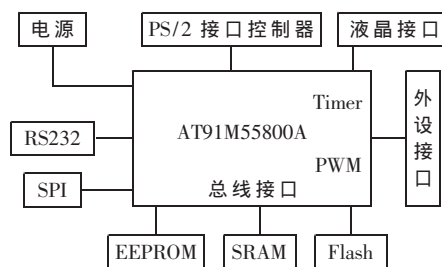 电源
PS/2 接口控制器
液晶接口
Timer
AT91M55800A
PWM
总线接口
RS232
SPI
外设接口
EEPROM
SRAM
Flash